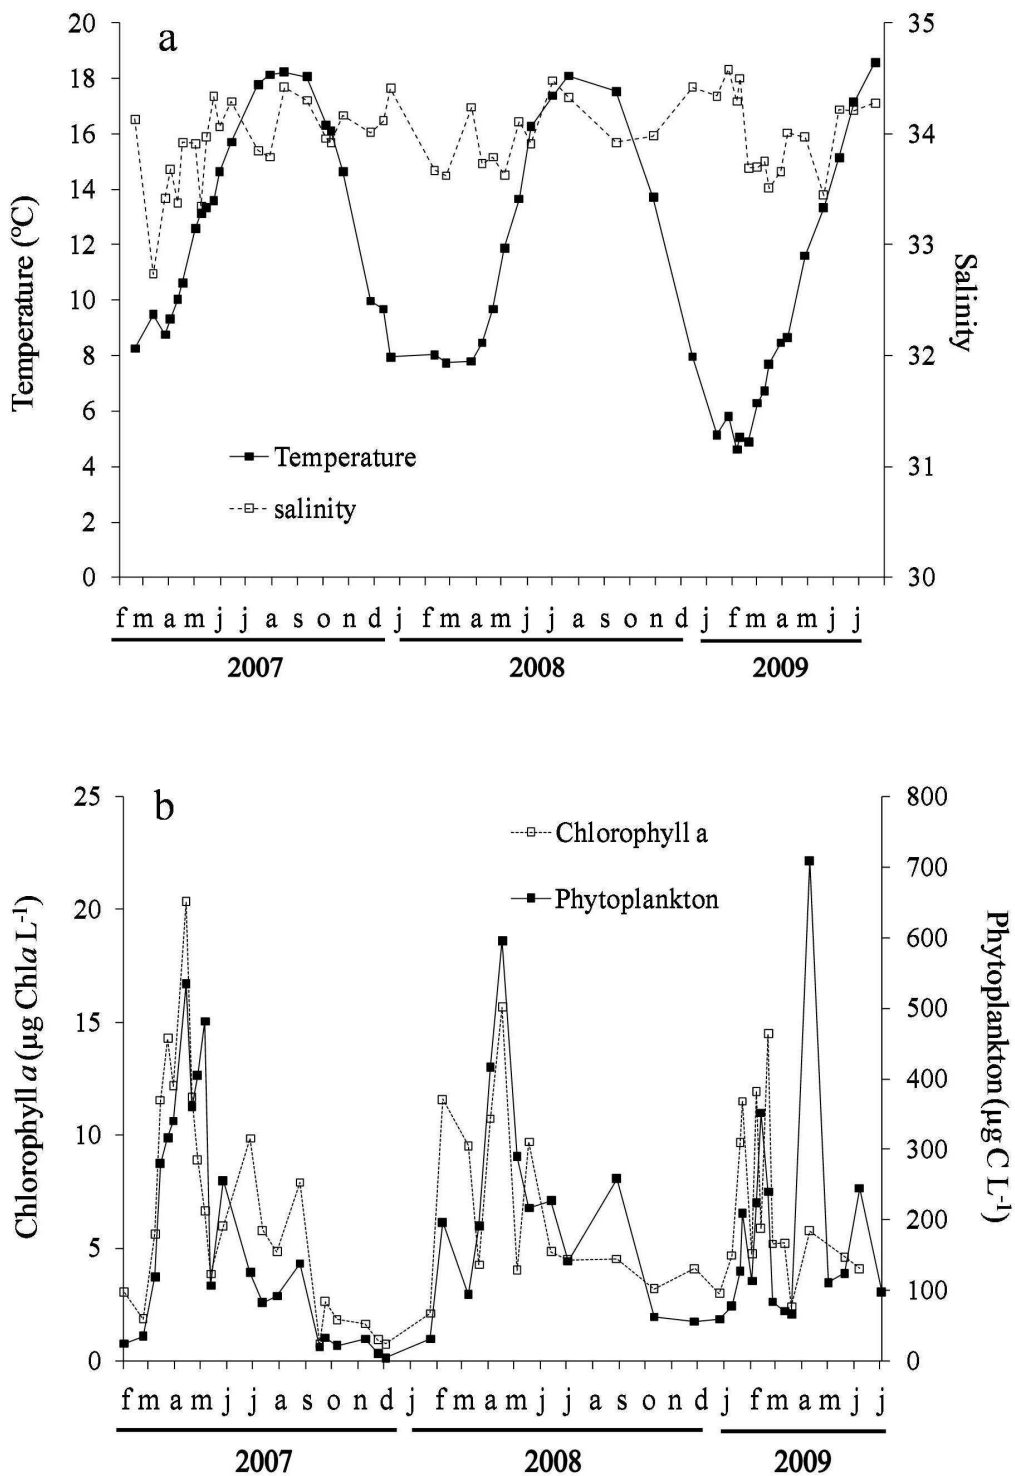 a
20
18
16
14
12
10
8
6
4
2
0
Temperature (ºC)
35
34
33
32
31
30
Salinity
Temperature
salinity
f m a m j j a s o n d j f m a m j j a s o n d j f m a m j j
2007 2008 2009
b
25
20
15
10
5
0
Chlorophyll a (µg Chla L-1)
800
700
600
500
400
300
200
100
0
Phytoplankton (µg C L-1)
Chlorophyll a
Phytoplankton
f m a m j j a s o n d j f m a m j j a s o n d j f m a m j j
2007 2008 2009